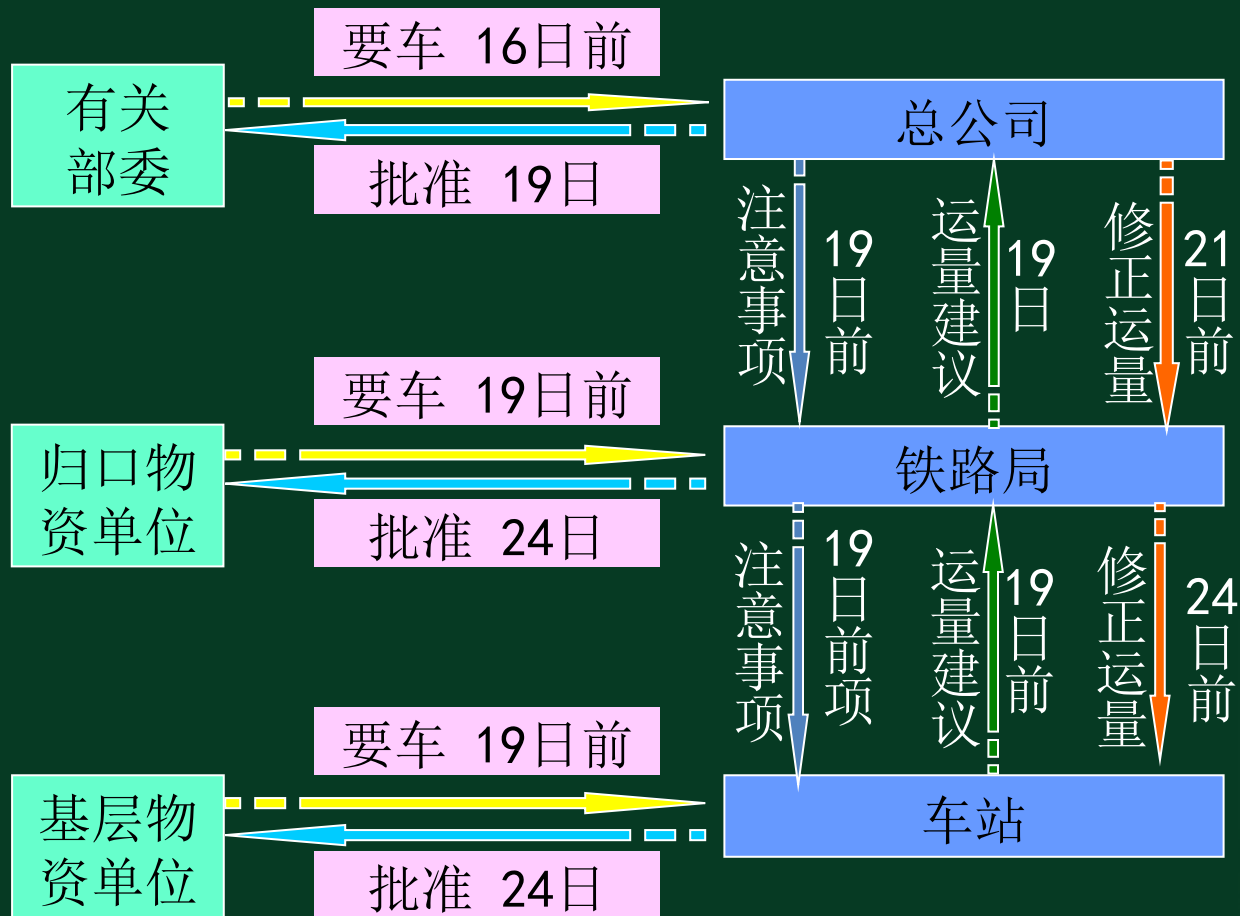 要车 16日前
有关
部委
总公司
批准 19日
注意事项
19日前
运量建议
19日
修正运量
21日前
要车 19日前
归口物
资单位
铁路局
批准 24日
注意事项
19日前项
运量建议
19日前
修正运量
24日前
要车 19日前
基层物
资单位
车站
批准 24日